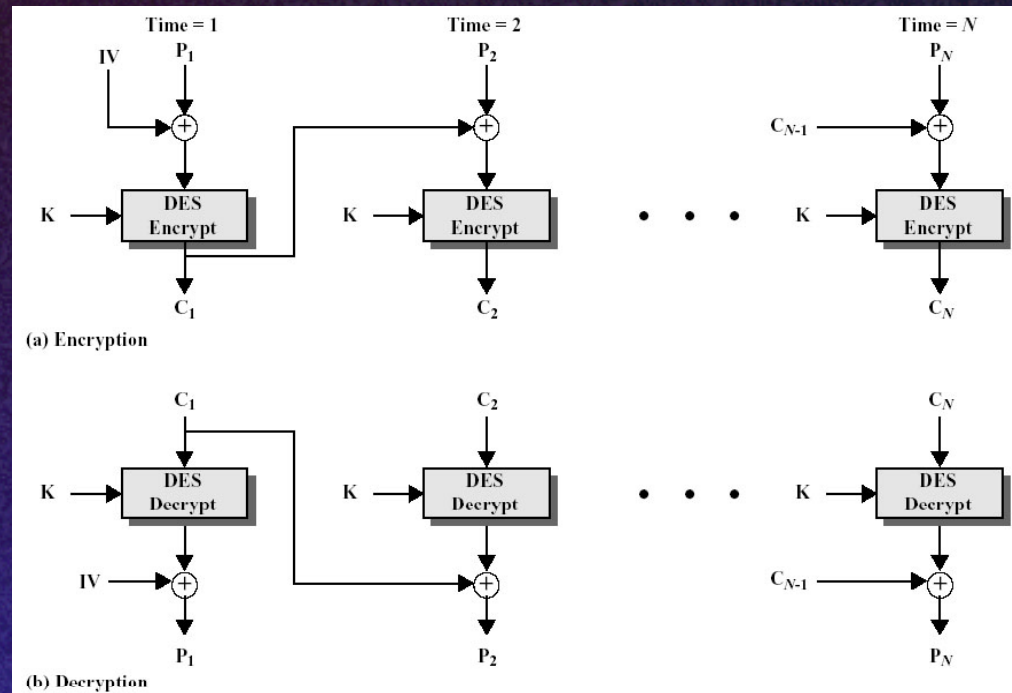 Time = 1
Time = 2
Time = N
IV
P1
P2
PN
+
+
CN-1
+
K
DES
Encrypt
K
DES
Encrypt
• • •
K
DES
Encrypt
C1
C2
CN
(a) Encryption
C1
C2
CN
K
DES
Decrypt
K
DES
Decrypt
• • •
K
DES
Decrypt
IV
+
+
CN-1
+
P1
P2
PN
(b) Decryption